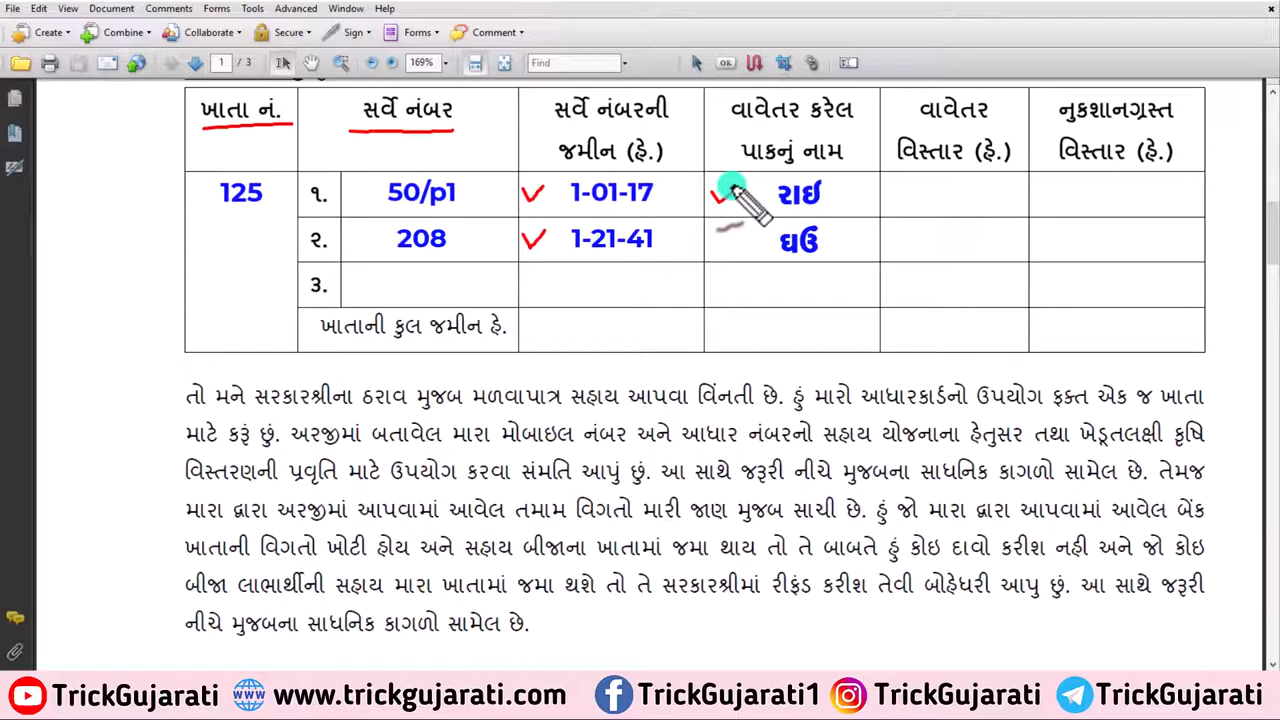 File Edit View Document Comments Forms Tools Advanced Window Help
Create Combine Collaborate Secure Sign Forms Comment
1 / 3 169% Find OK
ખાતા નં. સર્વે નંબર સર્વે નંબરની જમીન (હે.) વાવેતર કરેલ પાકનું નામ વાવેતર વિસ્તાર (હે.) નુકશાનગ્રસ્ત વિસ્તાર (હે.)
125 ૧. 50/p1 1-01-17 રાઇ
૨. 208 1-21-41 ઘઉં
૩.
ખાતાની કુલ જમીન હે.
તો મને સરકારશ્રીના ઠરાવ મુજબ મળવાપાત્ર સહાય આપવા વિંનતી છે. હું મારો આધારકાર્ડનો ઉપયોગ ફક્ત એક જ ખાતા
માટે કરૂં છું. અરજીમાં બતાવેલ મારા મોબાઇલ નંબર અને આધાર નંબરનો સહાય યોજનાના હેતુસર તથા ખેડૂતલક્ષી કૃષિ
વિસ્તરણની પ્રવૃતિ માટે ઉપયોગ કરવા સંમતિ આપું છું. આ સાથે જરૂરી નીચે મુજબના સાધનિક કાગળો સામેલ છે. તેમજ
મારા દ્વારા અરજીમાં આપવામાં આવેલ તમામ વિગતો મારી જાણ મુજબ સાચી છે. હું જો મારા દ્વારા આપવામાં આવેલ બેંક
ખાતાની વિગતો ખોટી હોય અને સહાય બીજાના ખાતામાં જમા થાય તો તે બાબતે હું કોઇ દાવો કરીશ નહી અને જો કોઇ
બીજા લાભાર્થીની સહાય મારા ખાતામાં જમા થશે તો તે સરકારશ્રીમાં રીફંડ કરીશ તેવી બોહેધરી આપુ છું. આ સાથે જરૂરી
નીચે મુજબના સાધનિક કાગળો સામેલ છે.
TrickGujarati www.trickgujarati.com TrickGujarati1 TrickGujarati TrickGujarati